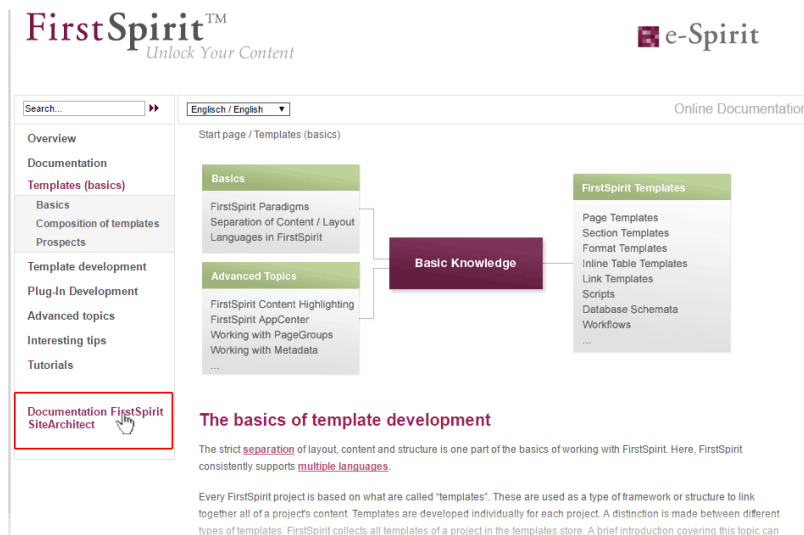 FirstSpirit™
Unlock Your Content
e-Spirit
Search...
Englisch / English
Online Documentation
Overview
Documentation
Templates (basics)
Basics
Composition of templates
Prospects
Template development
Plug-In Development
Advanced topics
Interesting tips
Tutorials
Documentation FirstSpirit
SiteArchitect
Start page / Templates (basics)
Basics
FirstSpirit Paradigms
Separation of Content / Layout
Languages in FirstSpirit
Advanced Topics
FirstSpirit Content Highlighting
FirstSpirit AppCenter
Working with PageGroups
Working with Metadata
...
Basic Knowledge
FirstSpirit Templates
Page Templates
Section Templates
Format Templates
Inline Table Templates
Link Templates
Scripts
Database Schemata
Workflows
...
The basics of template development
The strict separation of layout, content and structure is one part of the basics of working with FirstSpirit. Here, FirstSpirit
consistently supports multiple languages.
Every FirstSpirit project is based on what are called “templates”. These are used as a type of framework or structure to link
together all of a project's content. Templates are developed individually for each project. A distinction is made between different
types of templates. FirstSpirit collects all templates of a project in the templates store. A brief introduction covering this topic can